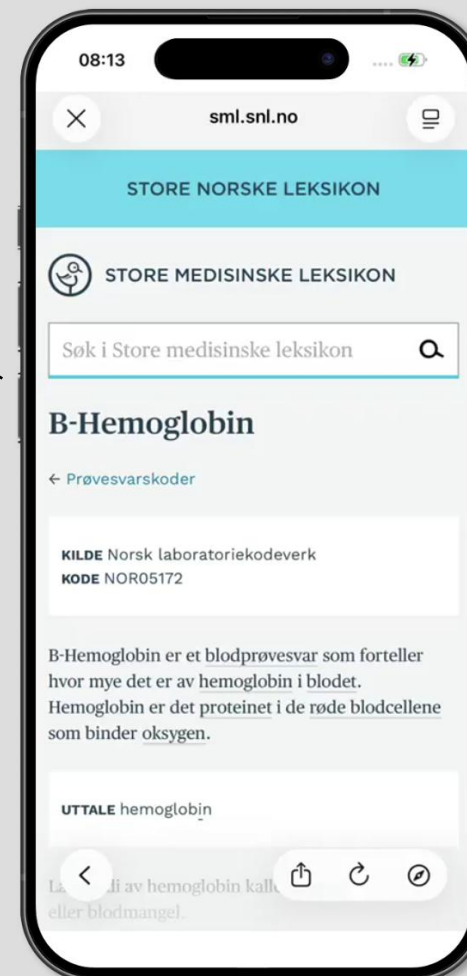 08:13
sml.snl.no
STORE NORSKE LEKSIKON
STORE MEDISINSKE LEKSIKON
Søk i Store medisinske leksikon
B-Hemoglobin
← Prøvesvarskoder
KILDE Norsk laboratoriekodeverk
KODE NOR05172
B-Hemoglobin er et blodprøvesvar som forteller
hvor mye det er av hemoglobin i blodet.
Hemoglobin er det proteinet i de røde blodcellene
som binder oksygen.
UTTALE hemoglobin
av hemoglobin
eller blodmangel.